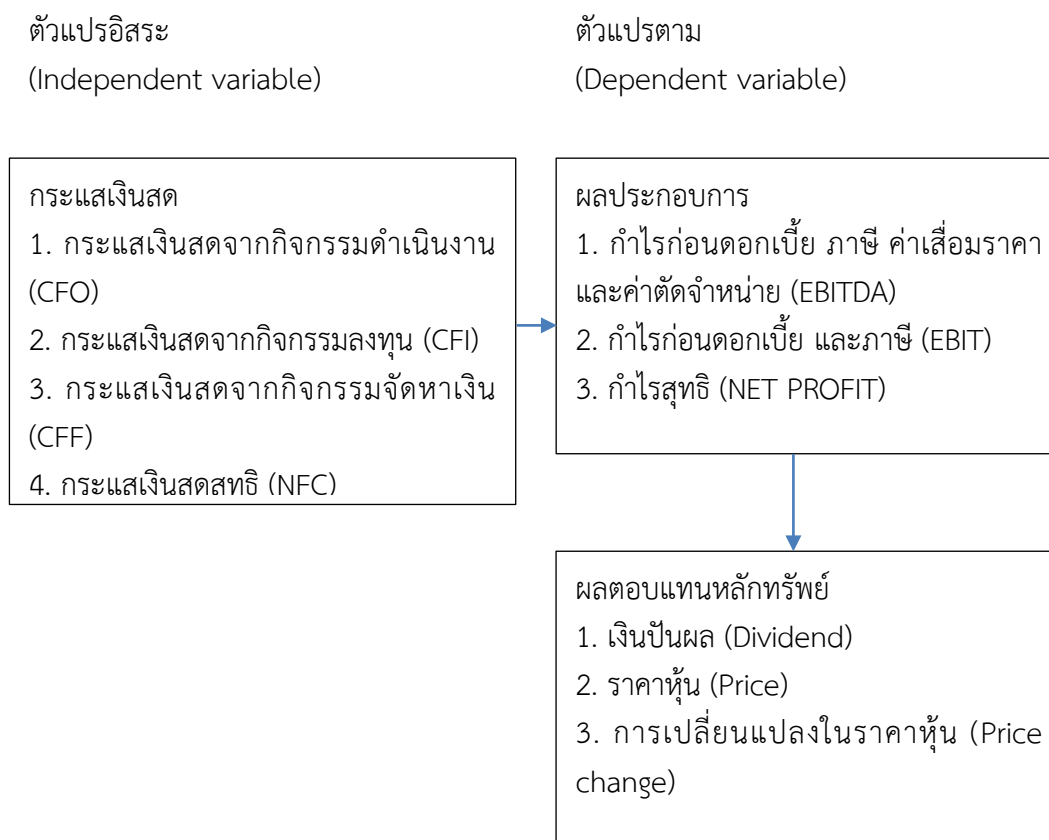 ตัวแปรอิสระ
(Independent variable)
ตัวแปรตาม
(Dependent variable)
กระแสเงินสด
1. กระแสเงินสดจากกิจกรรมดำเนินงาน
(CFO)
2. กระแสเงินสดจากกิจกรรมลงทุน (CFI)
3. กระแสเงินสดจากกิจกรรมจัดหาเงิน
(CFF)
4. กระแสเงินสดสุทธิ (NFC)
ผลประกอบการ
1. กำไรก่อนดอกเบี้ย ภาษี ค่าเสื่อมราคา
และค่าตัดจำหน่าย (EBITDA)
2. กำไรก่อนดอกเบี้ย และภาษี (EBIT)
3. กำไรสุทธิ (NET PROFIT)
ผลตอบแทนหลักทรัพย์
1. เงินปันผล (Dividend)
2. ราคาหุ้น (Price)
3. การเปลี่ยนแปลงในราคาหุ้น (Price
change)